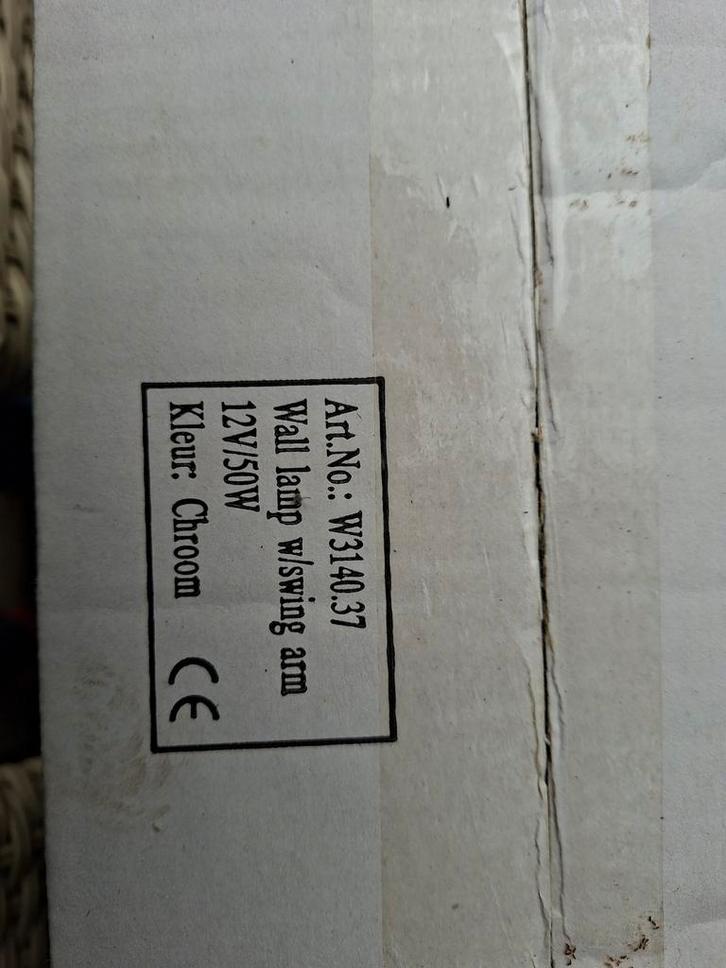 Art.No.: W3140.37
Wall lamp w/swing arm
12V/50W
Kleur: Chroom CE